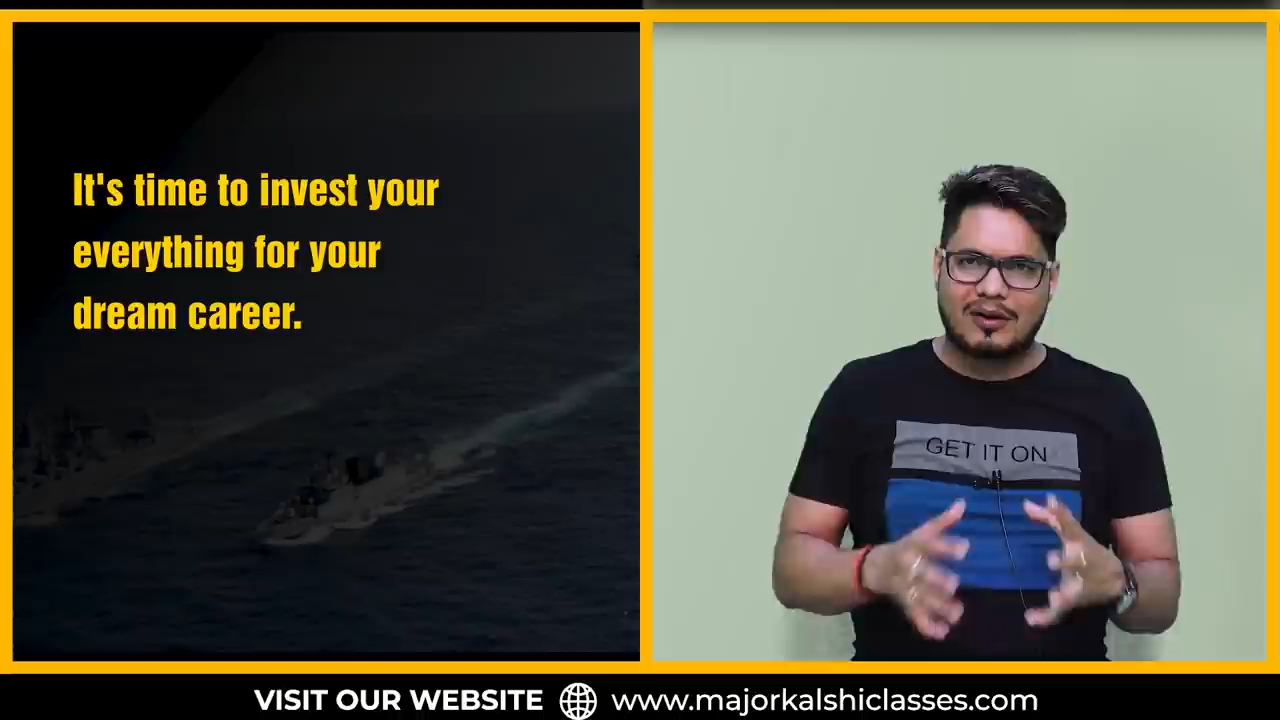 It's time to invest your
everything for your
dream career.
GET IT ON
VISIT OUR WEBSITE www.majorkalshiclasses.com